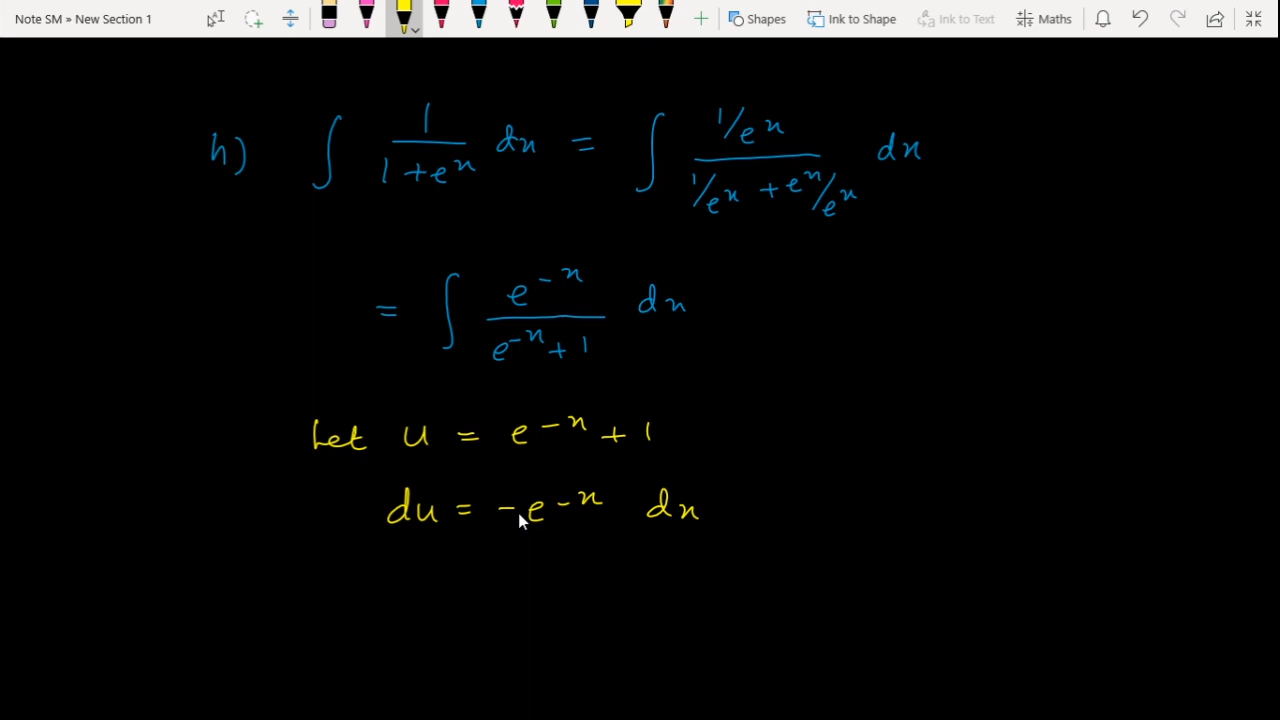 Note SM » New Section 1 Shapes Ink to Shape Ink to Text Maths
h) ∫ 1/(1 + e^x) dx = ∫ (1/e^x)/(1/e^x + e^x/e^x) dx
= ∫ e^-x/(e^-x + 1) dx
Let u = e^-x + 1
du = -e^-x dx